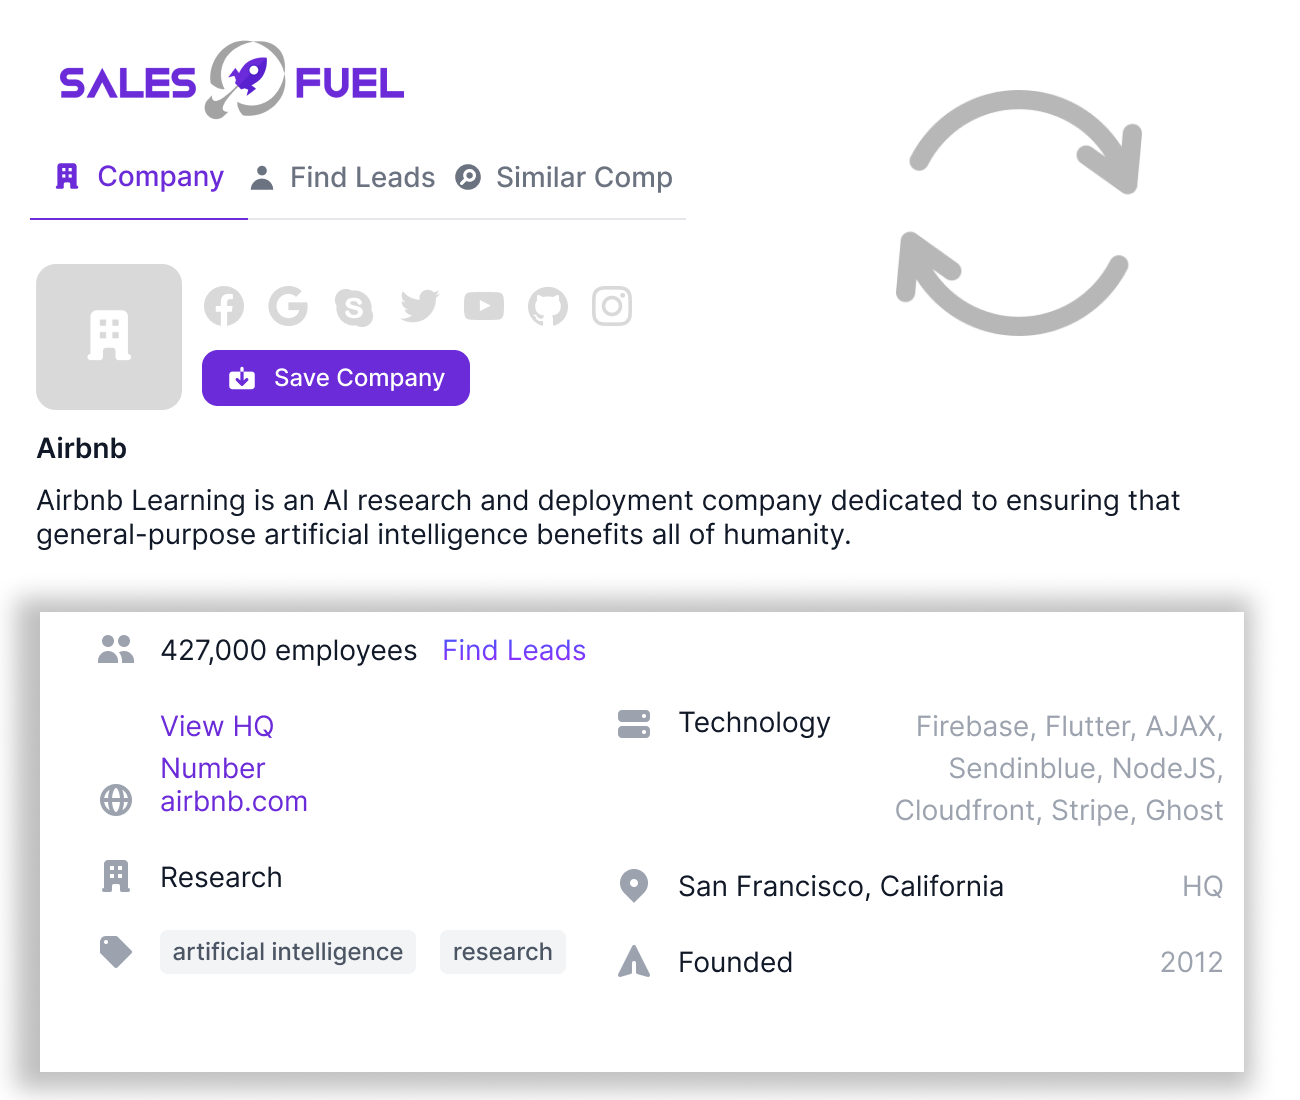 SALES FUEL
Company Find Leads Similar Comp
Save Company
Airbnb
Airbnb Learning is an AI research and deployment company dedicated to ensuring that
general-purpose artificial intelligence benefits all of humanity.
427,000 employees Find Leads
View HQ
Number
airbnb.com
Research
artificial intelligence research
Technology Firebase, Flutter, AJAX,
Sendinblue, NodeJS,
Cloudfront, Stripe, Ghost
San Francisco, California HQ
Founded 2012